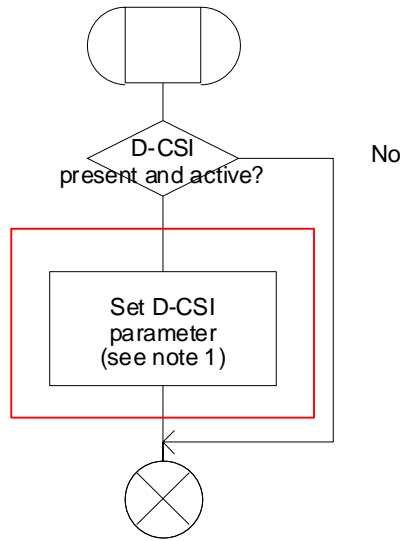 D-CSI
present and active?
No
Set D-CSI
parameter
(see note 1)